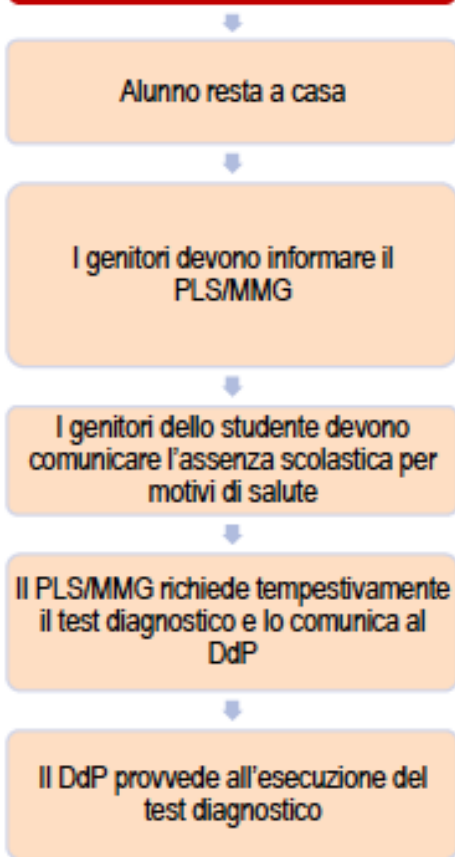 Alunno resta a casa
I genitori devono informare il
PLS/MMG
I genitori dello studente devono
comunicare l'assenza scolastica per
motivi di salute
Il PLS/MMG richiede tempestivamente
il test diagnostico e lo comunica al
DdP
Il DdP provvede all'esecuzione del
test diagnostico